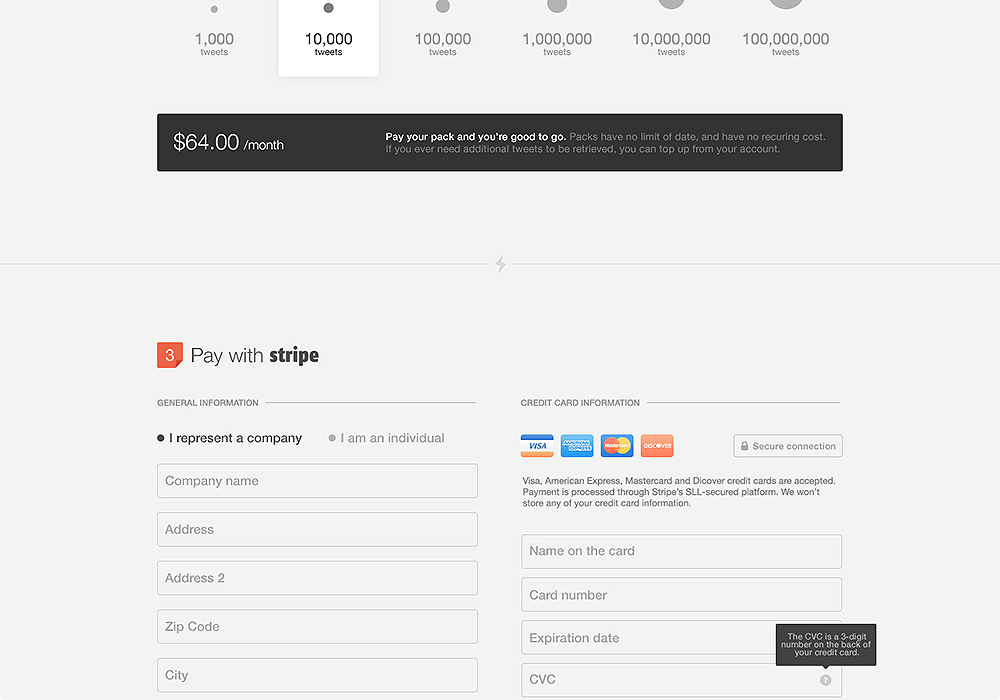 1,000 10,000 100,000 1,000,000 10,000,000 100,000,000
tweets tweets tweets tweets tweets tweets
$64.00 /month
Pay your pack and you're good to go. Packs have no limit of date, and have no recuring cost.
If you ever need additional tweets to be retrieved, you can top up from your account.
3 Pay with stripe
GENERAL INFORMATION
I represent a company I am an individual
Company name
Address
Address 2
Zip Code
City
CREDIT CARD INFORMATION
VISA AMERICAN EXPRESS MasterCard DISCOVER Secure connection
Visa, American Express, Mastercard and Dicover credit cards are accepted.
Payment is processed through Stripe's SLL-secured platform. We won't
store any of your credit card information.
Name on the card
Card number
Expiration date
The CVC is a 3-digit
number on the back of
your credit card.
CVC ?